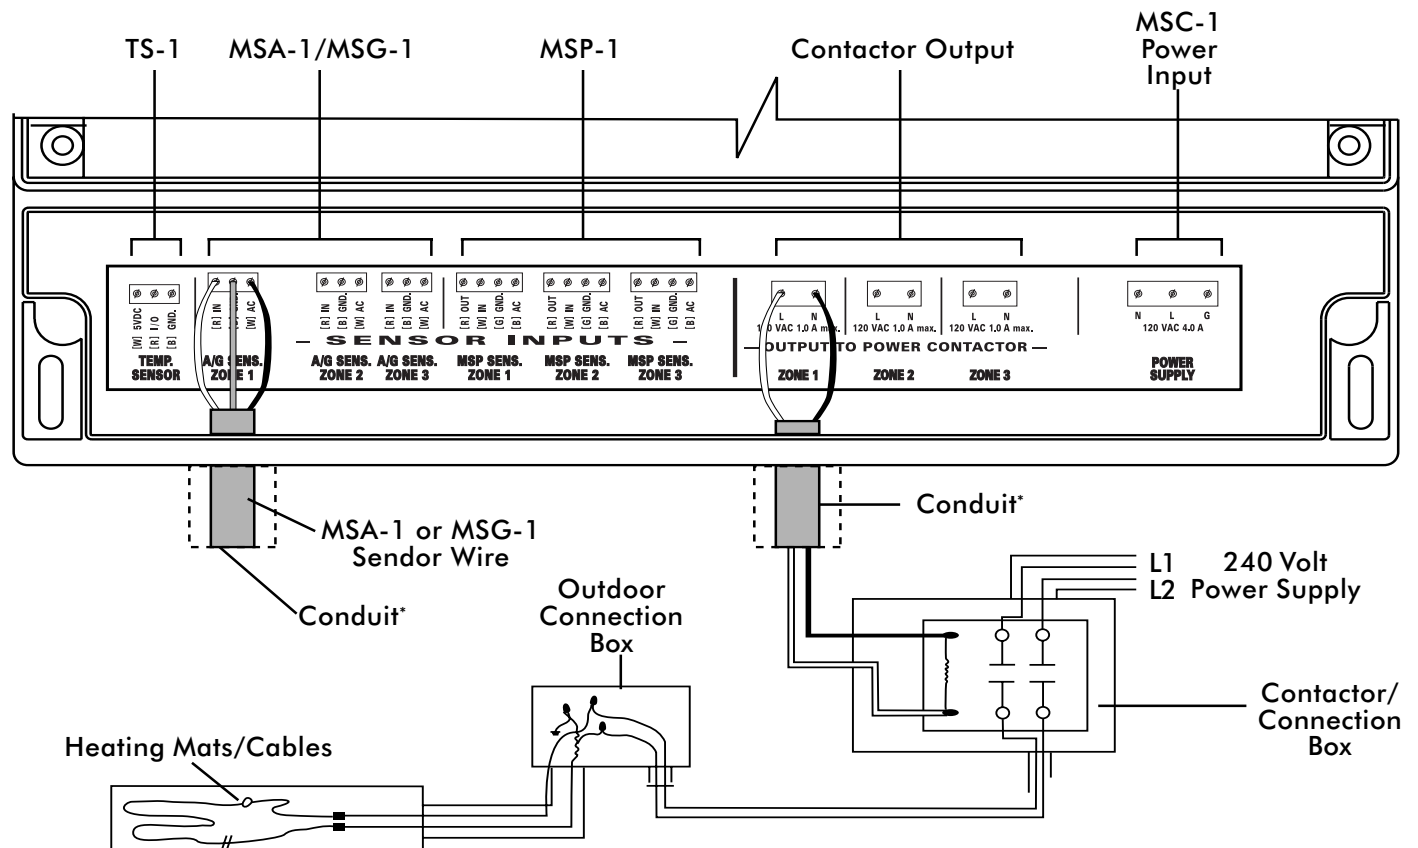 TS-1
MSA-1/MSG-1
MSP-1
Contactor Output
MSC-1
Power
Input
[W] 5VDC
[R] I/O
[B] GND.
TEMP.
SENSOR
[R] IN
[W] AC
A/G SENS.
ZONE 1
[R] IN
[B] GND.
[W] AC
A/G SENS.
ZONE 2
[R] IN
[B] GND.
[W] AC
A/G SENS.
ZONE 3
[R] OUT
[W] IN
[G] GND.
[B] AC
MSP SENS.
ZONE 1
[R] OUT
[W] IN
[G] GND.
[B] AC
MSP SENS.
ZONE 2
[R] OUT
[W] IN
[G] GND.
[B] AC
MSP SENS.
ZONE 3
— SENSOR INPUTS —
L N
VAC 1.0 A max.
ZONE 1
L N
120 VAC 1.0 A max.
ZONE 2
L N
120 VAC 1.0 A max.
ZONE 3
— OUTPUT TO POWER CONTACTOR —
N L G
120 VAC 4.0 A
POWER
SUPPLY
MSA-1 or MSG-1
Sendor Wire
Conduit*
Conduit*
L1
L2
240 Volt
Power Supply
Outdoor
Connection
Box
Contactor/
Connection
Box
Heating Mats/Cables